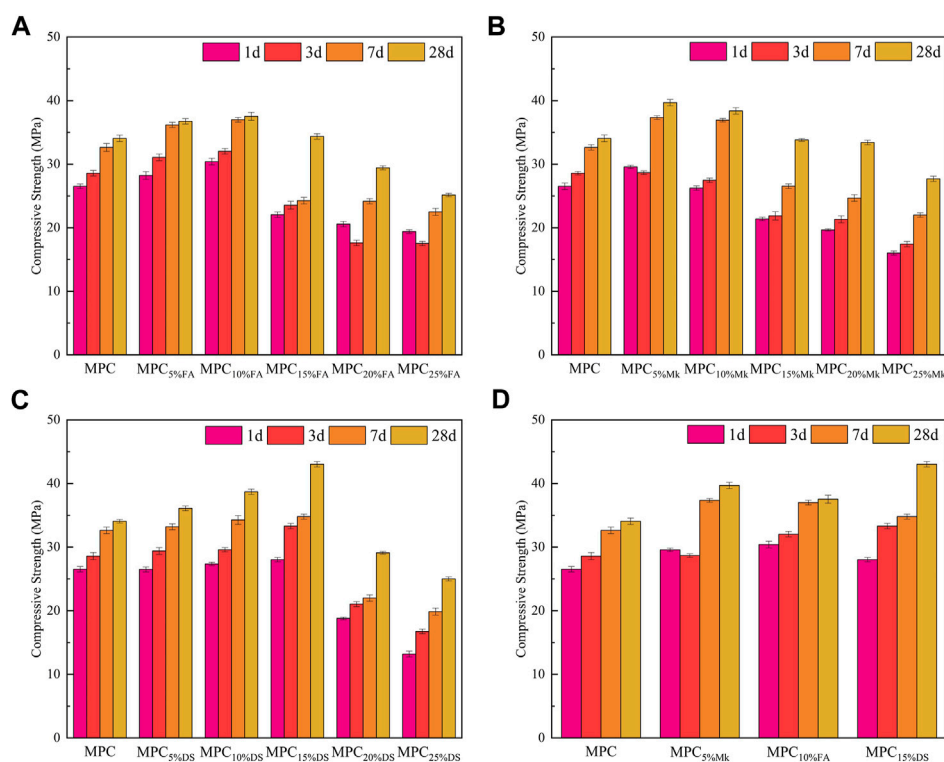 A
50
40
30
20
10
0
Compressive Strength (MPa)
1d 3d 7d 28d
MPC MPC5%FA MPC10%FA MPC15%FA MPC20%FA MPC25%FA
B
50
40
30
20
10
0
Compressive Strength (MPa)
1d 3d 7d 28d
MPC MPC5%Mk MPC10%Mk MPC15%Mk MPC20%Mk MPC25%Mk
C
50
40
30
20
10
0
Compressive Strength (MPa)
1d 3d 7d 28d
MPC MPC5%DS MPC10%DS MPC15%DS MPC20%DS MPC25%DS
D
50
40
30
20
10
0
Compressive Strength (MPa)
1d 3d 7d 28d
MPC MPC5%Mk MPC10%FA MPC15%DS